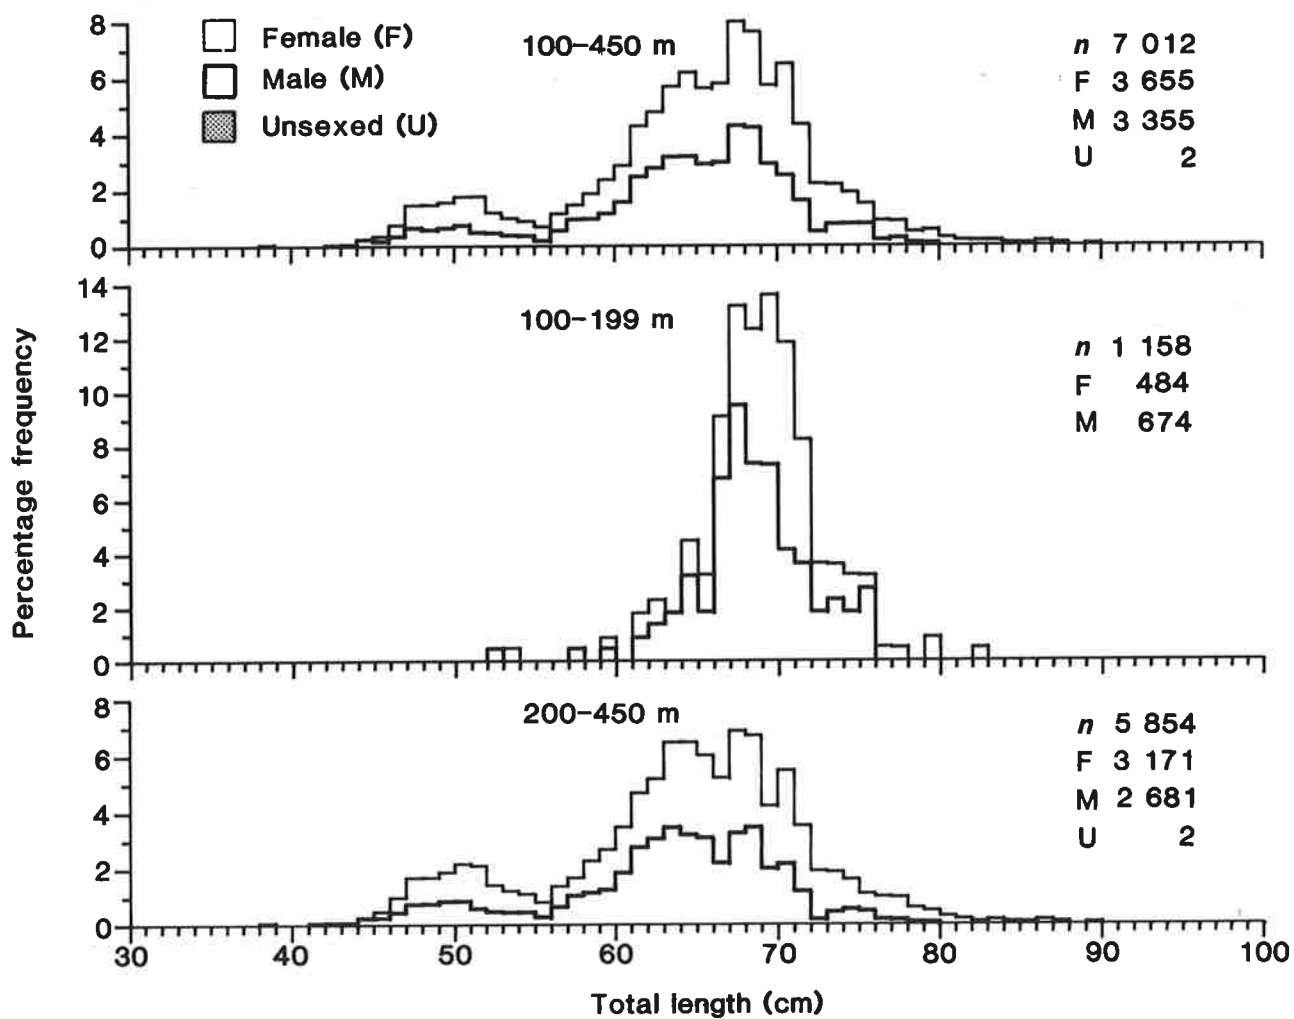 Female (F)
Male (M)
Unsexed (U)
100-450 m
n 7 012
F 3 655
M 3 355
U 2
8
6
4
2
0
100-199 m
n 1 158
F 484
M 674
14
12
10
8
6
4
2
0
Percentage frequency
200-450 m
n 5 854
F 3 171
M 2 681
U 2
8
6
4
2
0
30 40 50 60 70 80 90 100
Total length (cm)